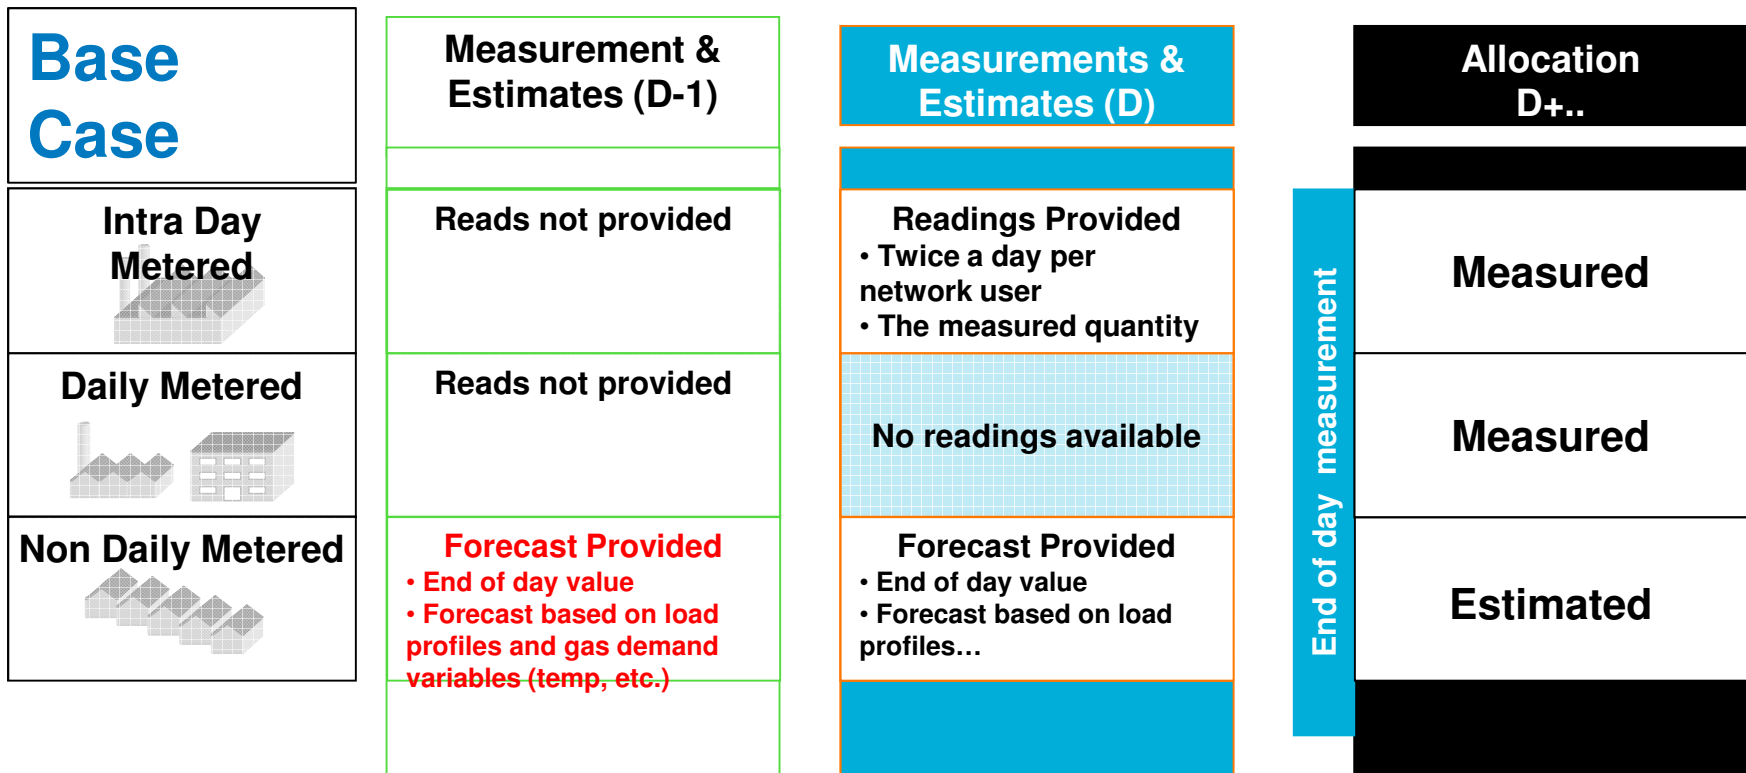 Base
Case
Measurement &
Estimates (D-1)
Measurements &
Estimates (D)
Allocation
D+..
Intra Day
Metered
Reads not provided
Readings Provided
• Twice a day per
network user
• The measured quantity
Measured
Daily Metered
Reads not provided
No readings available
Measured
Non Daily Metered
Forecast Provided
• End of day value
• Forecast based on load
profiles and gas demand
variables (temp, etc.)
Forecast Provided
• End of day value
• Forecast based on load
profiles…
Estimated
End of day measurement